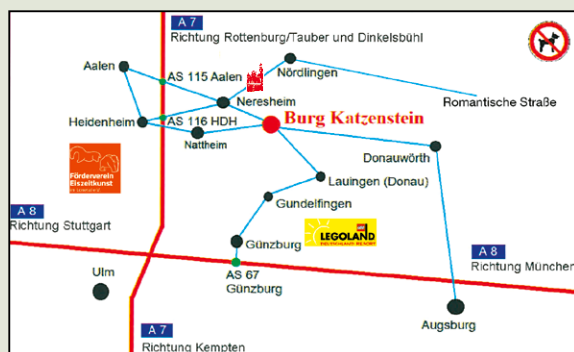 A 7
Richtung Rottenburg/Tauber und Dinkelsbühl
Aalen
AS 115 Aalen
Nördlingen
Neresheim
Romantische Straße
Heidenheim
AS 116 HDH
Burg Katzenstein
Nattheim
Donauwörth
Förderverein
Eiszeitkunst
Lauingen (Donau)
Gundelfingen
A 8
Richtung Stuttgart
LEGOLAND
Günzburg
A 8
Richtung München
Ulm
AS 67
Günzburg
Augsburg
A 7
Richtung Kempten